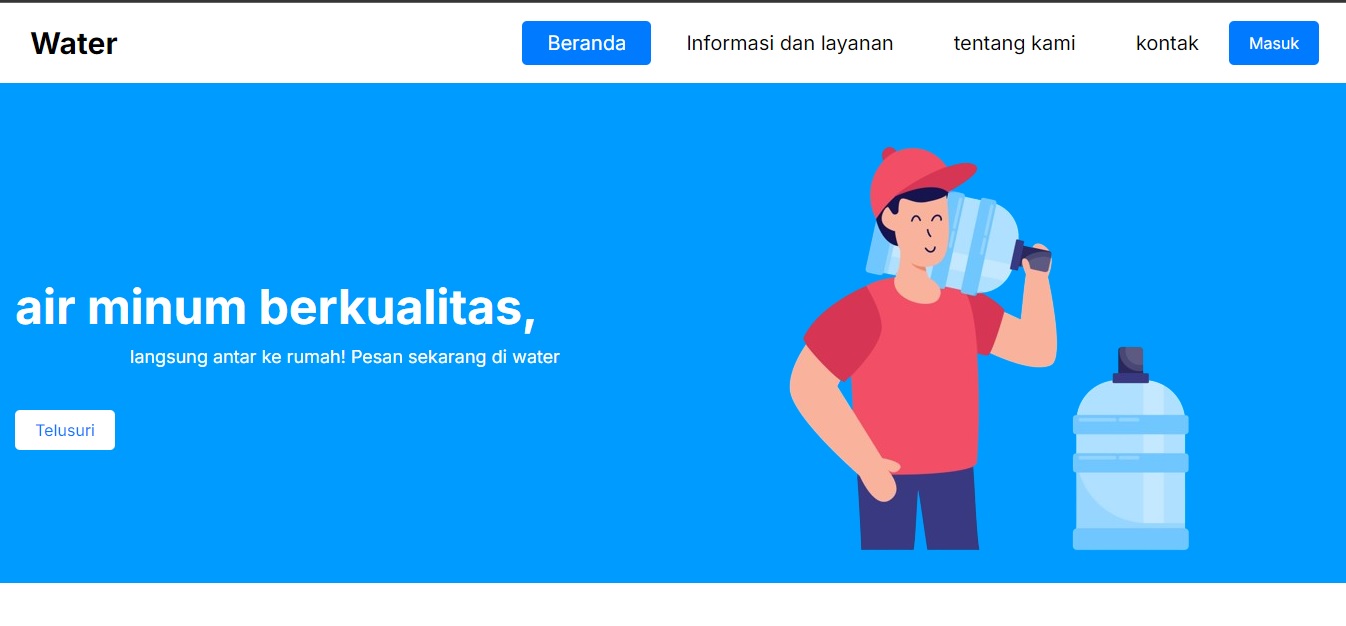 Water
Beranda
Informasi dan layanan
tentang kami
kontak
Masuk
air minum berkualitas,
langsung antar ke rumah! Pesan sekarang di water
Telusuri